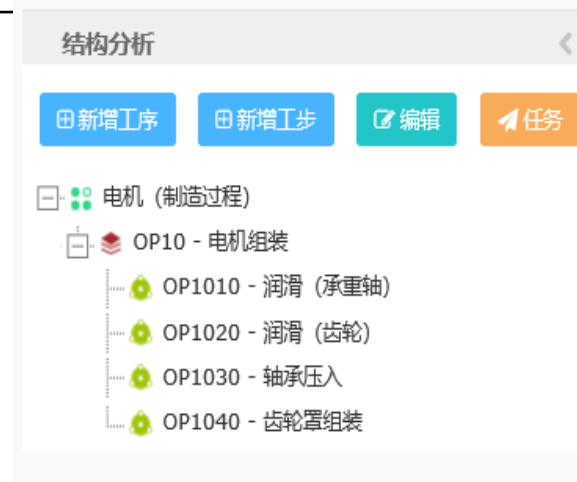 结构分析
新增工序 新增工步 编辑 任务
电机 (制造过程)
OP10 - 电机组装
OP1010 - 润滑 (承重轴)
OP1020 - 润滑 (齿轮)
OP1030 - 轴承压入
OP1040 - 齿轮罩组装